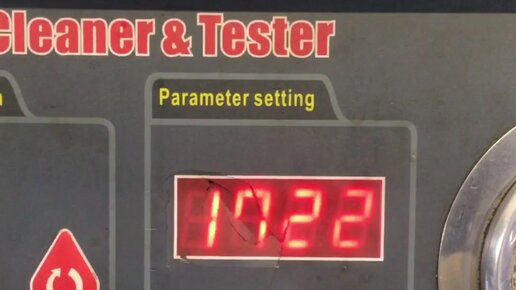 Cleaner & Tester
Parameter setting
1722